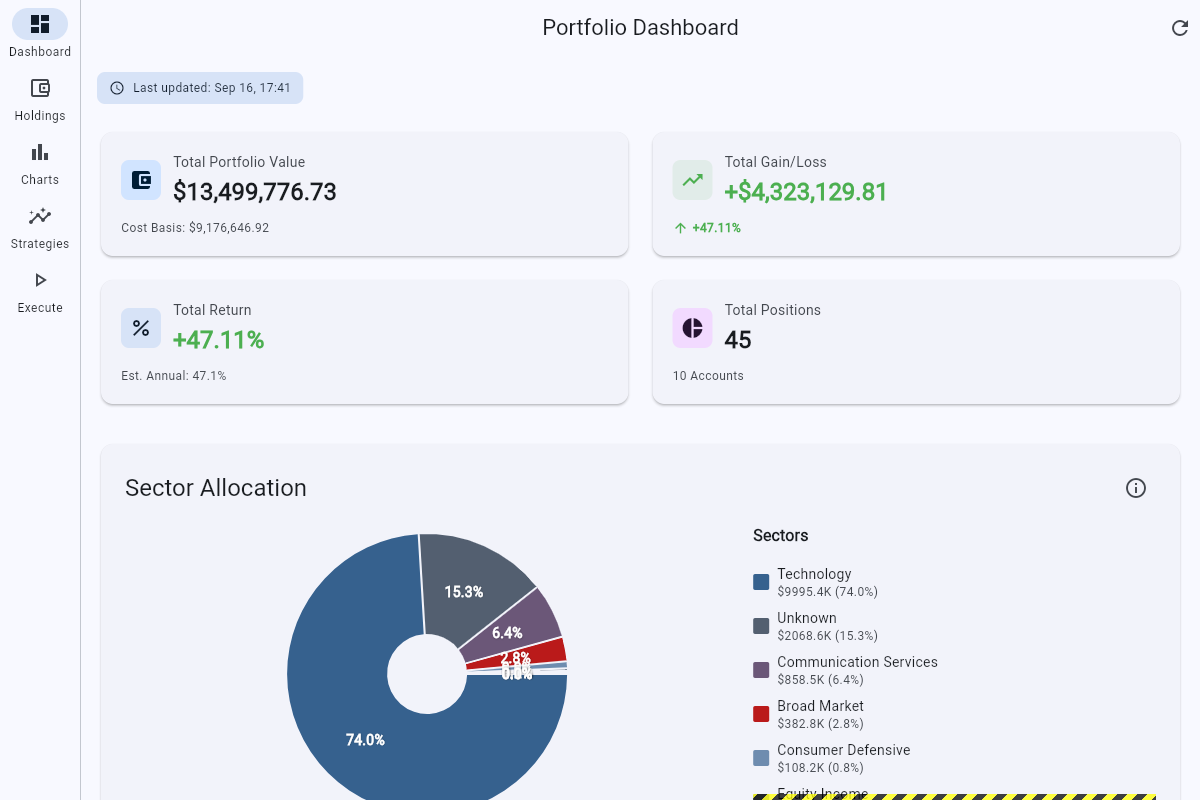 Portfolio Dashboard
Dashboard
Holdings
Charts
Strategies
Execute
Last updated: Sep 16, 17:41
Total Portfolio Value
$13,499,776.73
Cost Basis: $9,176,646.92
Total Gain/Loss
+$4,323,129.81
+47.11%
Total Return
+47.11%
Est. Annual: 47.1%
Total Positions
45
10 Accounts
Sector Allocation
15.3%
6.4%
2.8%
0.0%
74.0%
Sectors
Technology
$9995.4K (74.0%)
Unknown
$2068.6K (15.3%)
Communication Services
$858.5K (6.4%)
Broad Market
$382.8K (2.8%)
Consumer Defensive
$108.2K (0.8%)
Equity Income